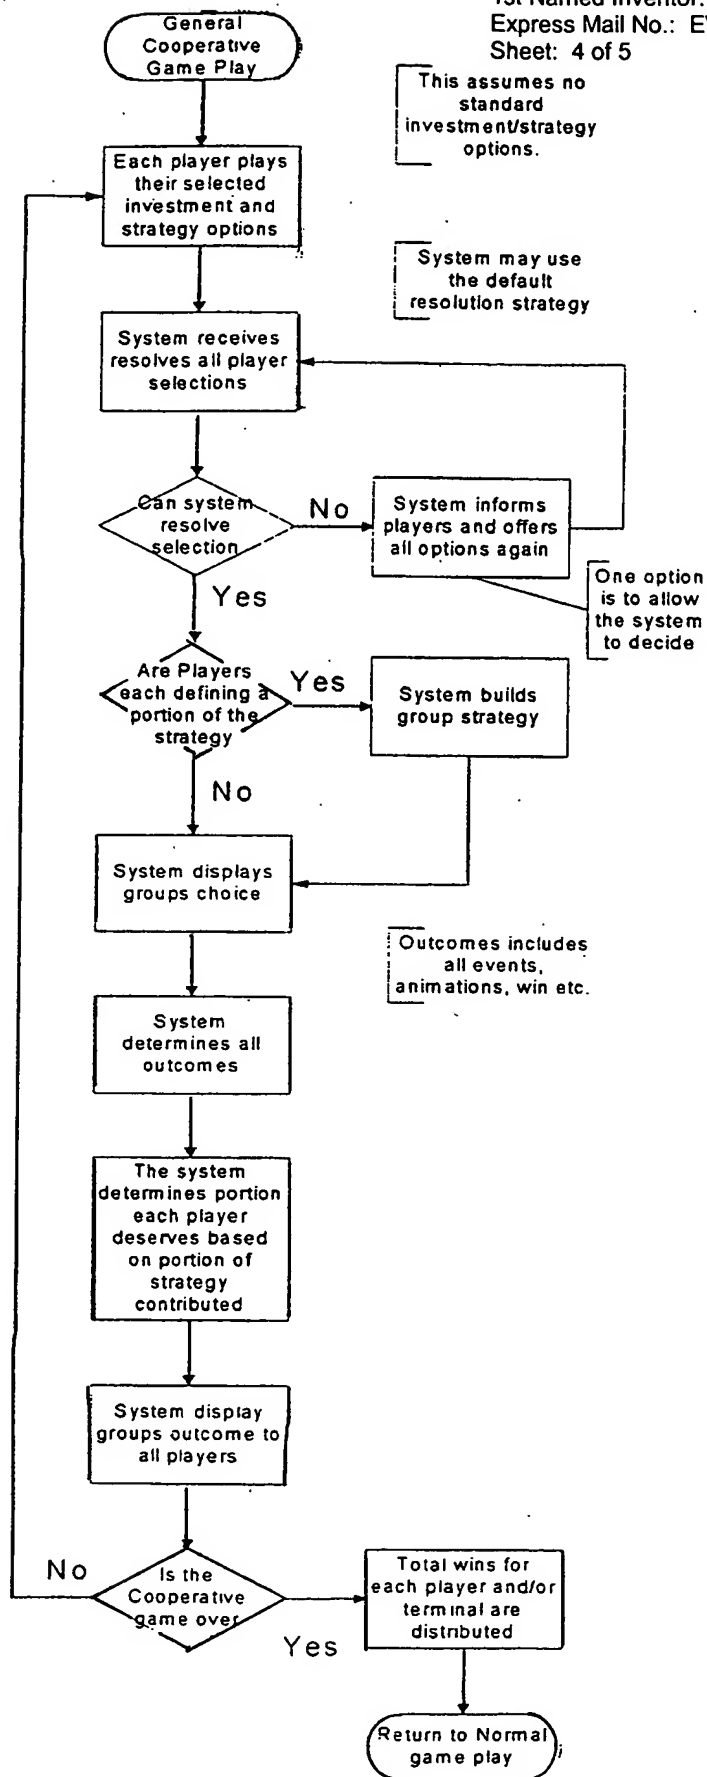 1st Named Inventor:
Express Mail No.: EV
Sheet: 4 of 5
General
Cooperative
Game Play
This assumes no
standard
investment/strategy
options.
Each player plays
their selected
investment and
strategy options
System may use
the default
resolution strategy
System receives
resolves all player
selections
Can system
resolve
selection
No
System informs
players and offers
all options again
Yes
One option
is to allow
the system
to decide
Are Players
each defining a
portion of the
strategy
Yes
System builds
group strategy
No
System displays
groups choice
Outcomes includes
all events,
animations, win etc.
System
determines all
outcomes
The system
determines portion
each player
deserves based
on portion of
strategy
contributed
System display
groups outcome to
all players
Is the
Cooperative
game over
No
Yes
Total wins for
each player and/or
terminal are
distributed
Return to Normal
game play